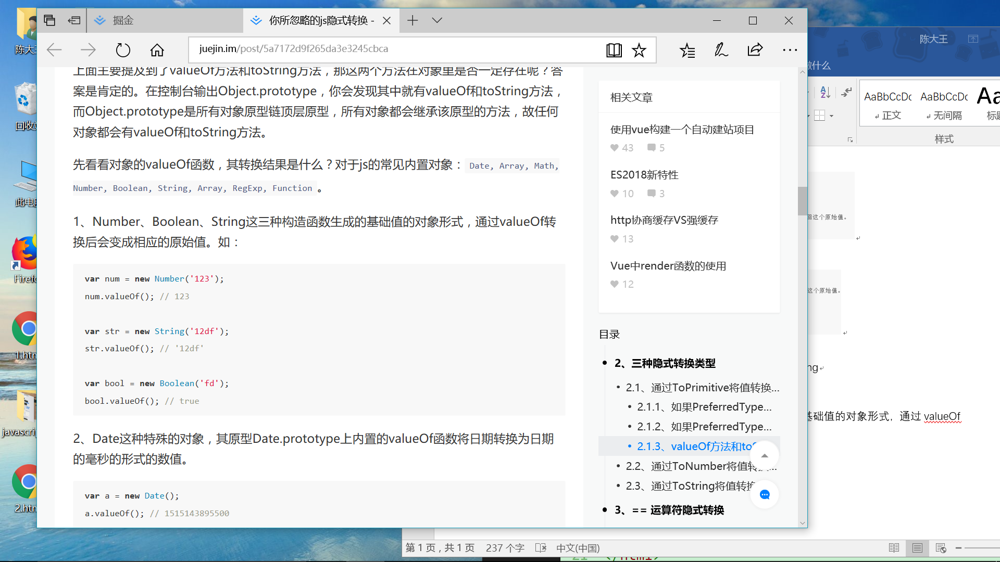 掘金
你所忽略的js隐式转换 -
juejin.im/post/5a7172d9f265da3e3245cbca
上面主要提及到了valueOf方法和toString方法，那这两个方法在对象里是否一定存在呢？答
案是肯定的。在控制台输出Object.prototype，你会发现其中就有valueOf和toString方法，
而Object.prototype是所有对象原型链顶层原型，所有对象都会继承该原型的方法，故任何
对象都会有valueOf和toString方法。
先看看对象的valueOf函数，其转换结果是什么？对于js的常见内置对象： Date, Array, Math,
Number, Boolean, String, Array, RegExp, Function 。
1、Number、Boolean、String这三种构造函数生成的基础值的对象形式，通过valueOf转
换后会变成相应的原始值。如：
var num = new Number('123');
num.valueOf(); // 123
var str = new String('12df');
str.valueOf(); // '12df'
var bool = new Boolean('fd');
bool.valueOf(); // true
2、Date这种特殊的对象，其原型Date.prototype上内置的valueOf函数将日期转换为日期
的毫秒的形式的数值。
var a = new Date();
a.valueOf(); // 1515143895500
相关文章
使用vue构建一个自动建站项目
43 5
ES2018新特性
10 3
http协商缓存VS强缓存
13
Vue中render函数的使用
12
目录
2、三种隐式转换类型
2.1、通过ToPrimitive将值转换...
2.1.1、如果PreferredType...
2.1.2、如果PreferredType...
2.1.3、valueOf方法和to
2.2、通过ToNumber将值转
2.3、通过ToString将值转换
3、== 运算符隐式转换
陈大王
什么
AaBbCcDc AaBbCcDc AaB
正文 无间隔 标题
样式
回这个原始值。
这个原始值。
ng
基础值的对象形式，通过 valueOf
第 1 页，共 1 页 237 个字 中文(中国)
陈大王
回收站
此电脑
Firefo
1.htm
javascrip
2.htm
</html>